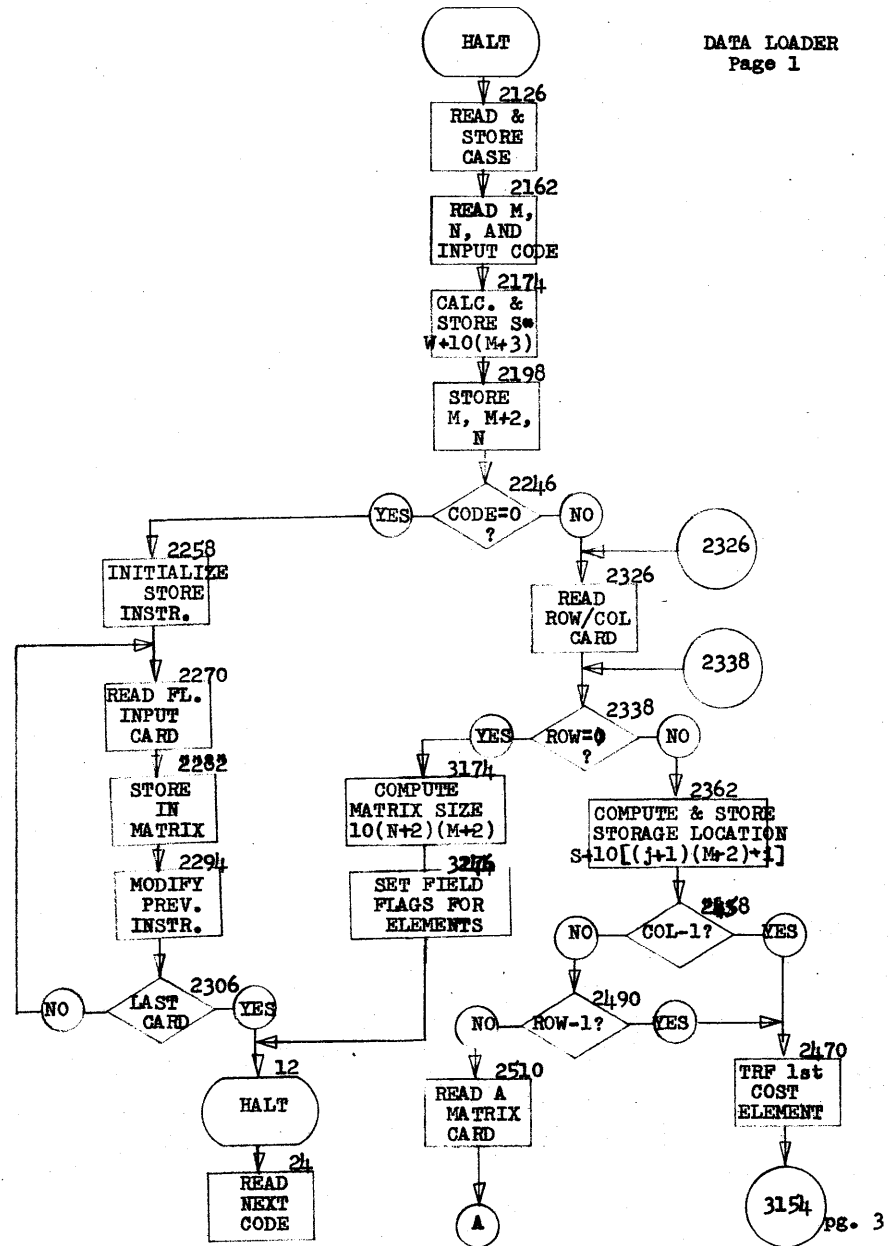 HALT
DATA LOADER
Page 1
2126
READ &
STORE
CASE
2162
READ M,
N, AND
INPUT CODE
2174
CALC. &
STORE S=
W+10(M+3)
2198
STORE
M, M+2,
N
2246
YES
CODE=0
?
NO
2258
INITIALIZE
STORE
INSTR.
2326
2326
READ
ROW/COL
CARD
2338
2270
READ FL.
INPUT
CARD
2338
YES
ROW=0
?
NO
2282
STORE
IN
MATRIX
3174
COMPUTE
MATRIX SIZE
10(N+2)(M+2)
2362
COMPUTE & STORE
STORAGE LOCATION
S+10[(j+1)(M+2)+i]
2294
MODIFY
PREV.
INSTR.
SET FIELD
FLAGS FOR
ELEMENTS
NO
COL-1?
YES
2306
NO
LAST
CARD
YES
2490
NO
ROW-1?
YES
12
HALT
2510
READ A
MATRIX
CARD
2470
TRF 1st
COST
ELEMENT
24
READ
NEXT
CODE
A
3154
pg. 3